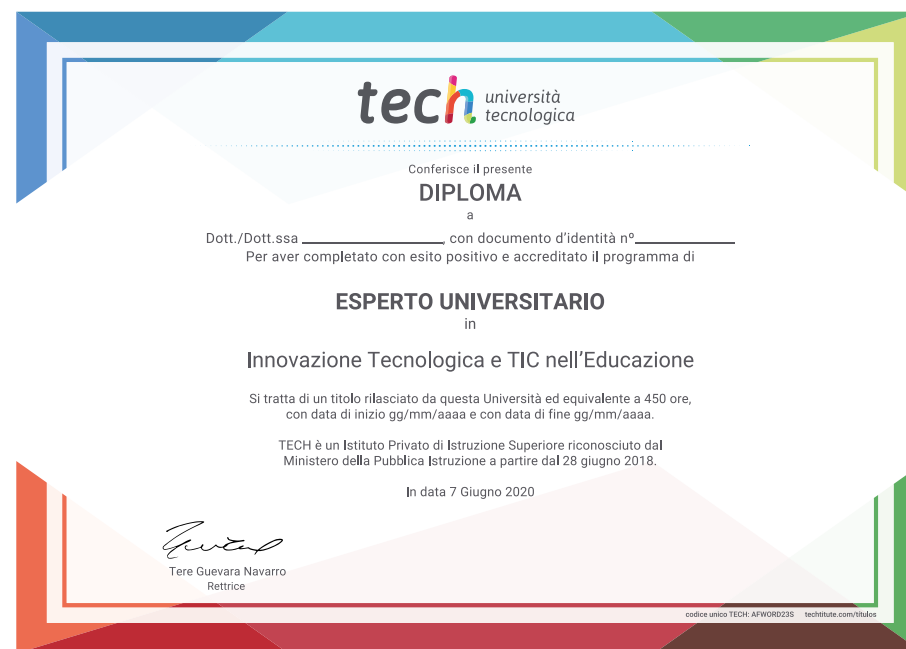 tech università
tecnologica
Conferisce il presente
DIPLOMA
a
Dott./Dott.ssa ____________________, con documento d'identità nº______________
Per aver completato con esito positivo e accreditato il programma di
ESPERTO UNIVERSITARIO
in
Innovazione Tecnologica e TIC nell'Educazione
Si tratta di un titolo rilasciato da questa Università ed equivalente a 450 ore,
con data di inizio gg/mm/aaaa e con data di fine gg/mm/aaaa.
TECH è un Istituto Privato di Istruzione Superiore riconosciuto dal
Ministero della Pubblica Istruzione a partire dal 28 giugno 2018.
In data 7 Giugno 2020
Tere Guevara Navarro
Rettrice
codice unico TECH: AFWORD23S techtitute.com/titulos